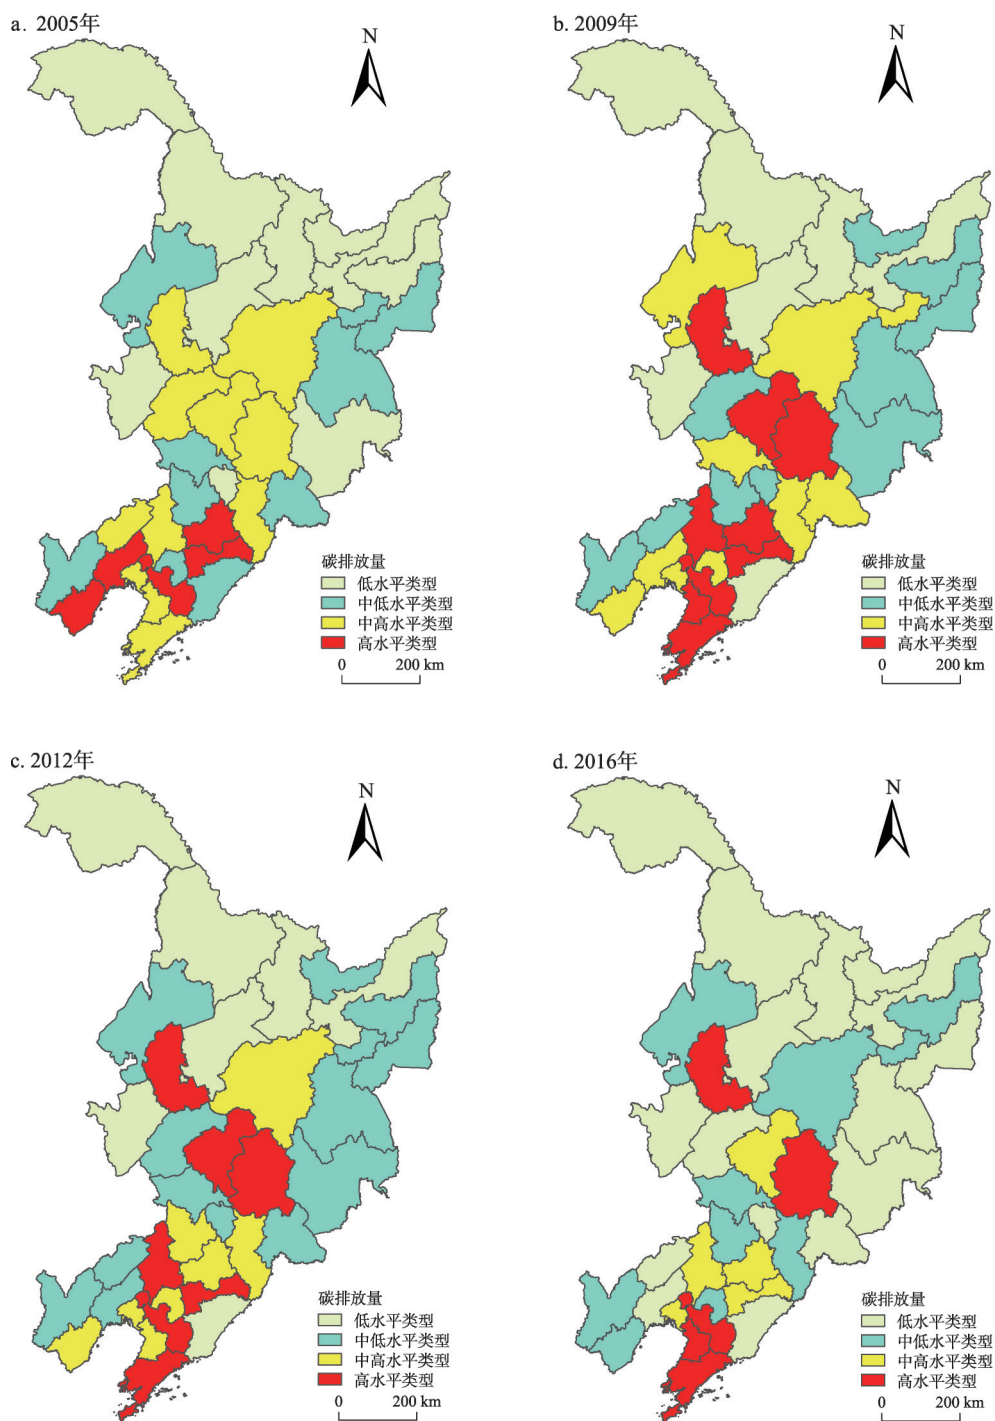 a. 2005年
N
碳排放量
低水平类型
中低水平类型
中高水平类型
高水平类型
0 200 km
b. 2009年
N
碳排放量
低水平类型
中低水平类型
中高水平类型
高水平类型
0 200 km
c. 2012年
N
碳排放量
低水平类型
中低水平类型
中高水平类型
高水平类型
0 200 km
d. 2016年
N
碳排放量
低水平类型
中低水平类型
中高水平类型
高水平类型
0 200 km